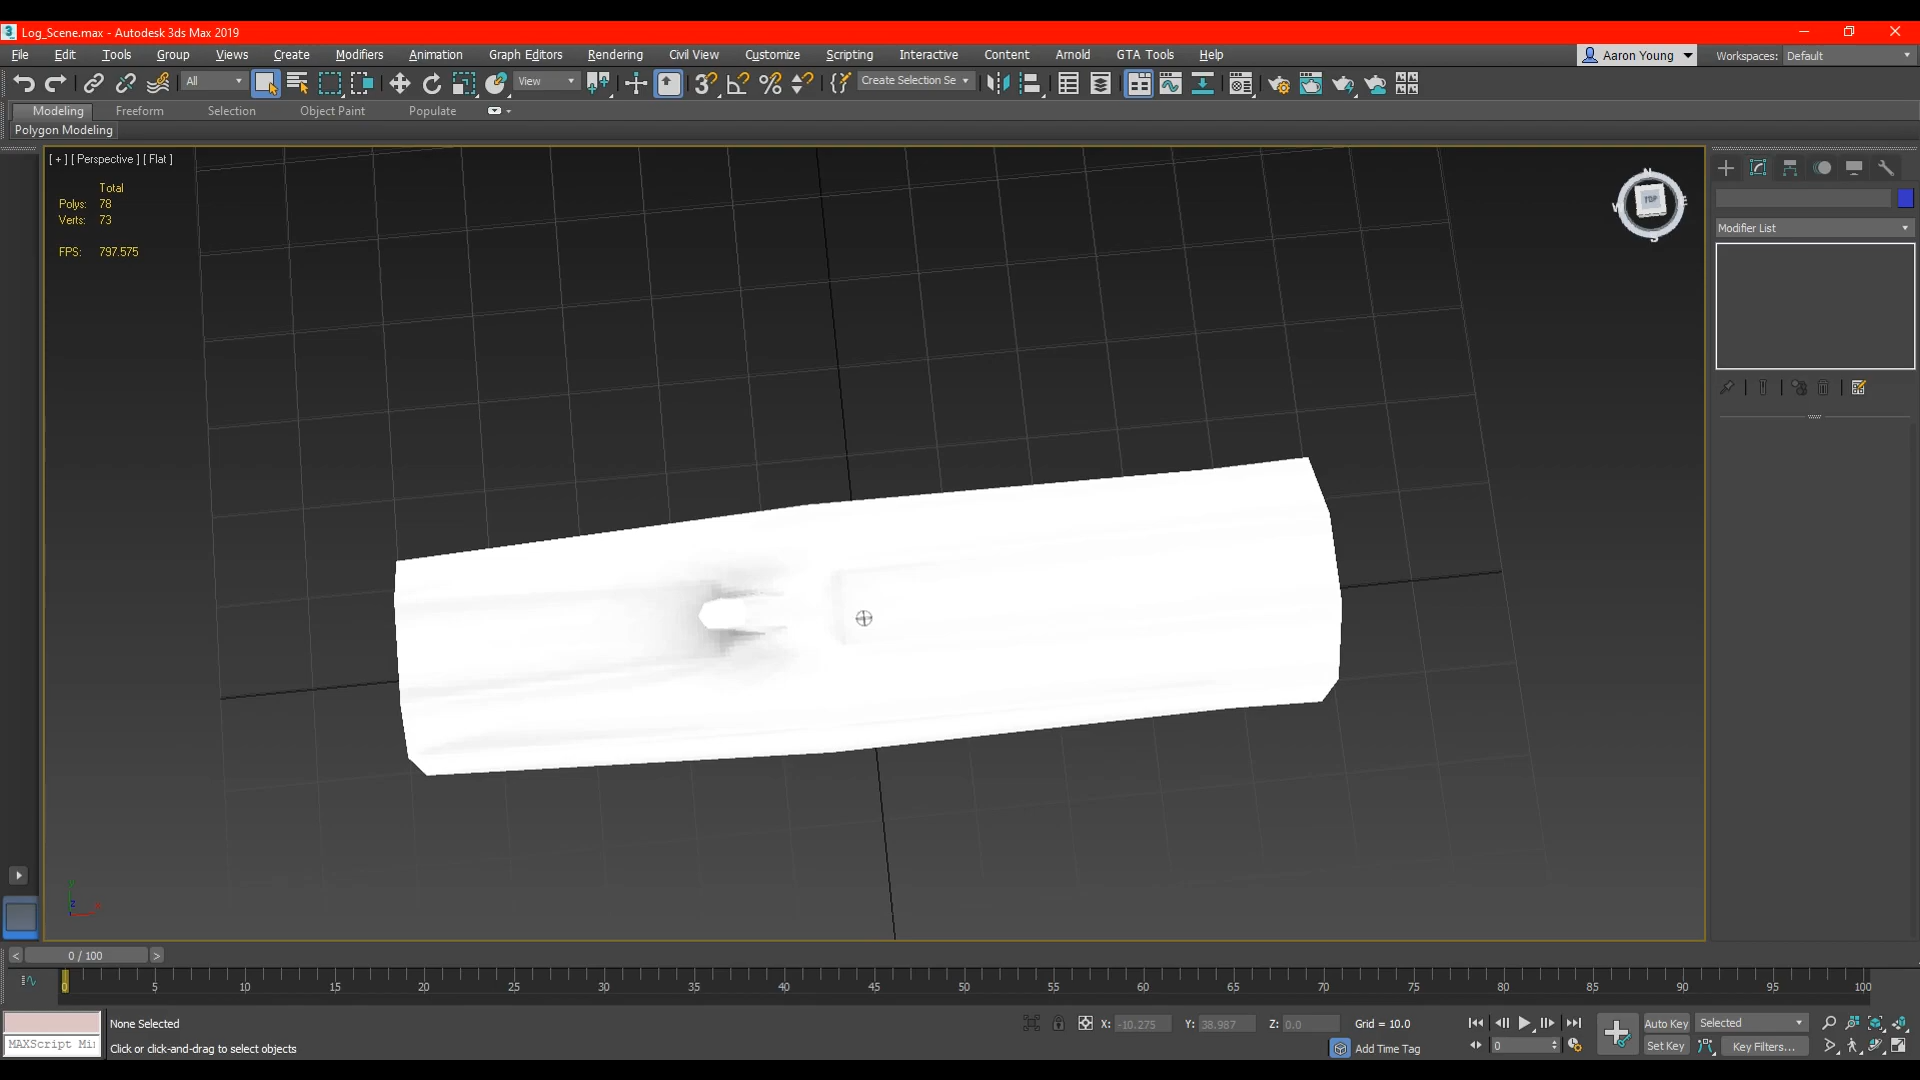 Log_Scene.max - Autodesk 3ds Max 2019
File Edit Tools Group Views Create Modifiers Animation Graph Editors Rendering Civil View Customize Scripting Interactive Content Arnold GTA Tools Help Aaron Young Workspaces: Default
All View Create Selection Se
Modeling Freeform Selection Object Paint Populate
Polygon Modeling
[ + ] [ Perspective ] [ Flat ]
Total
Polys: 78
Verts: 73
FPS: 797.575
N
W TOP E
S
Modifier List
0 / 100
0 5 10 15 20 25 30 35 40 45 50 55 60 65 70 75 80 85 90 95 100
None Selected X: -10.275 Y: 38.987 Z: 0.0 Grid = 10.0 Auto Key Selected
MAXScript Mi Click or click-and-drag to select objects Add Time Tag 0 Set Key Key Filters...